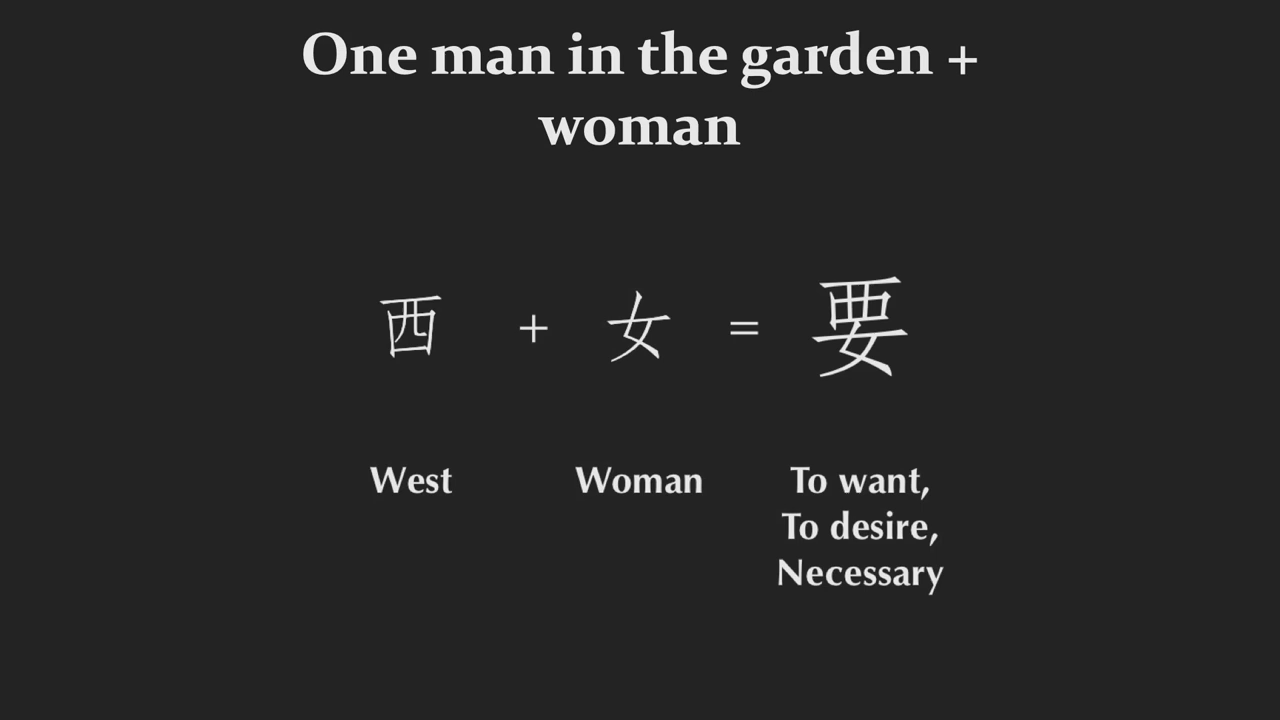 One man in the garden +
woman
西 + 女 = 要
West Woman To want,
To desire,
Necessary